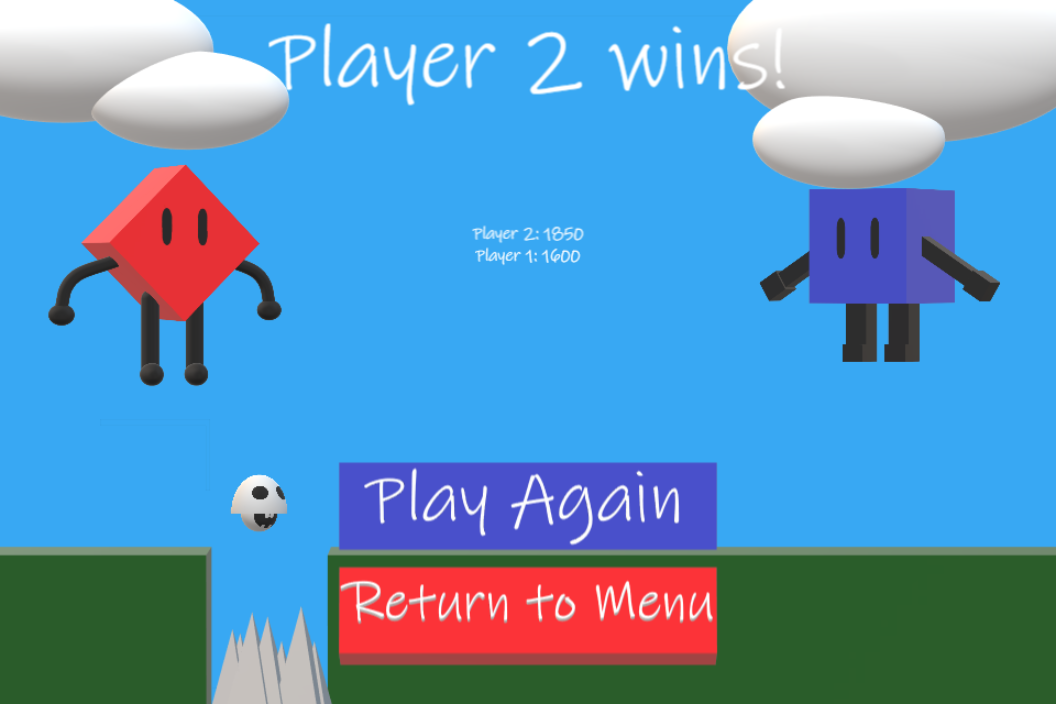 Player 2 wins!
Player 2: 1850
Player 1: 1600
Play Again
Return to Menu